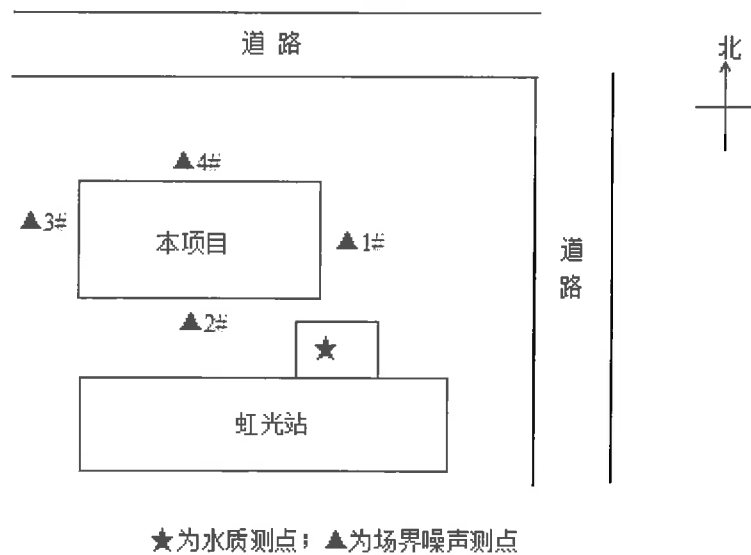 道路
北
▲4#
▲3#
本项目
▲1#
道路
▲2#
★
虹光站
★为水质测点；▲为场界噪声测点